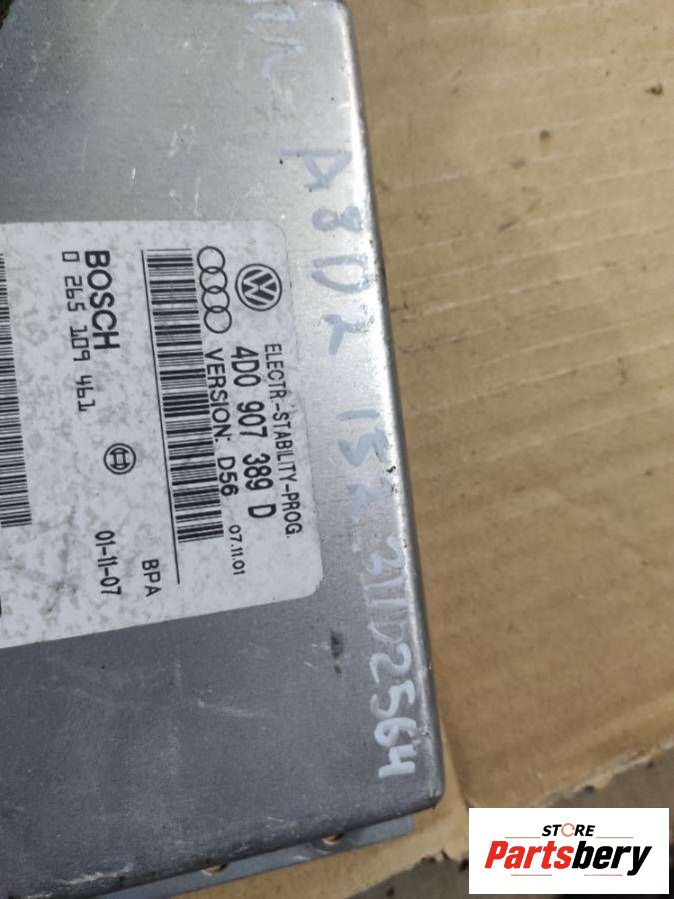 ELECTR.-STABILITY-PROG.
4D0 907 389 D
VERSION: D56 07.11.01
BPA
BOSCH
0 265 109 461
01-11-07
A8D2
2564
STORE
Partsbery